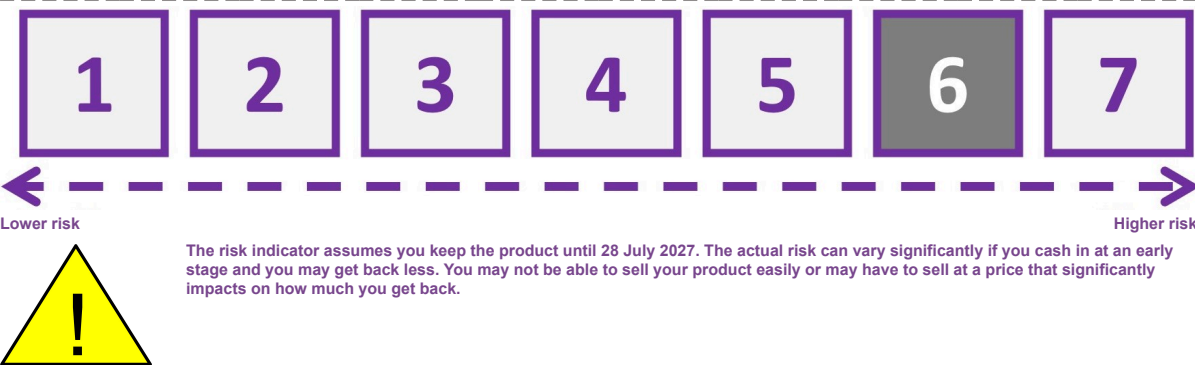 1 2 3 4 5 6 7
Lower risk Higher risk
The risk indicator assumes you keep the product until 28 July 2027. The actual risk can vary significantly if you cash in at an early
stage and you may get back less. You may not be able to sell your product easily or may have to sell at a price that significantly
impacts on how much you get back.
!